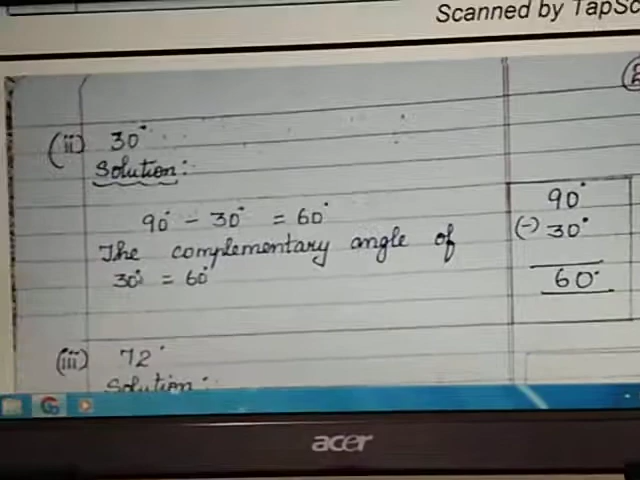 Scanned by TapSc
(ii) 30°
Solution:
90° - 30° = 60°
The complementary angle of
30° = 60°
90°
(-) 30°
60°
(iii) 72°
Solution:
acer